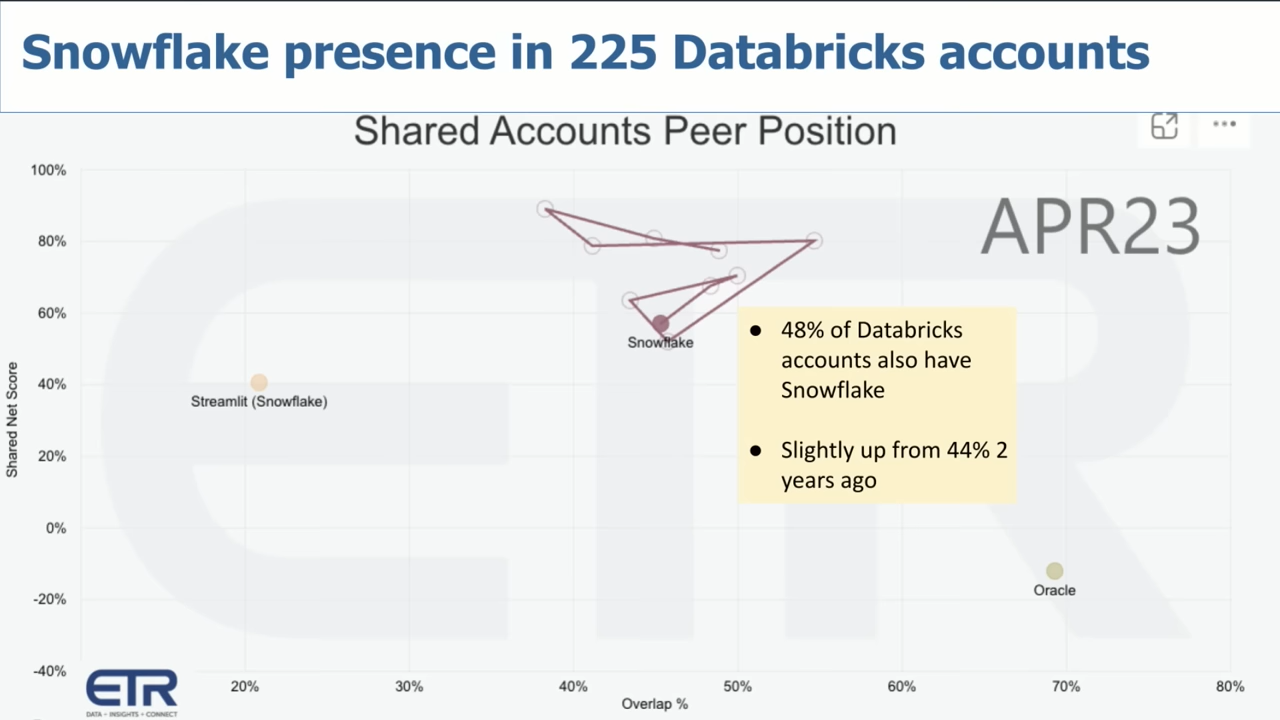 Snowflake presence in 225 Databricks accounts
Shared Accounts Peer Position
APR23
100%
80%
60%
40%
20%
0%
-20%
-40%
Shared Net Score
Snowflake
Streamlit (Snowflake)
Oracle
● 48% of Databricks
accounts also have
Snowflake
● Slightly up from 44% 2
years ago
20%
30%
40%
50%
60%
70%
80%
Overlap %
ETR
DATA • INSIGHTS • CONNECT
ETR